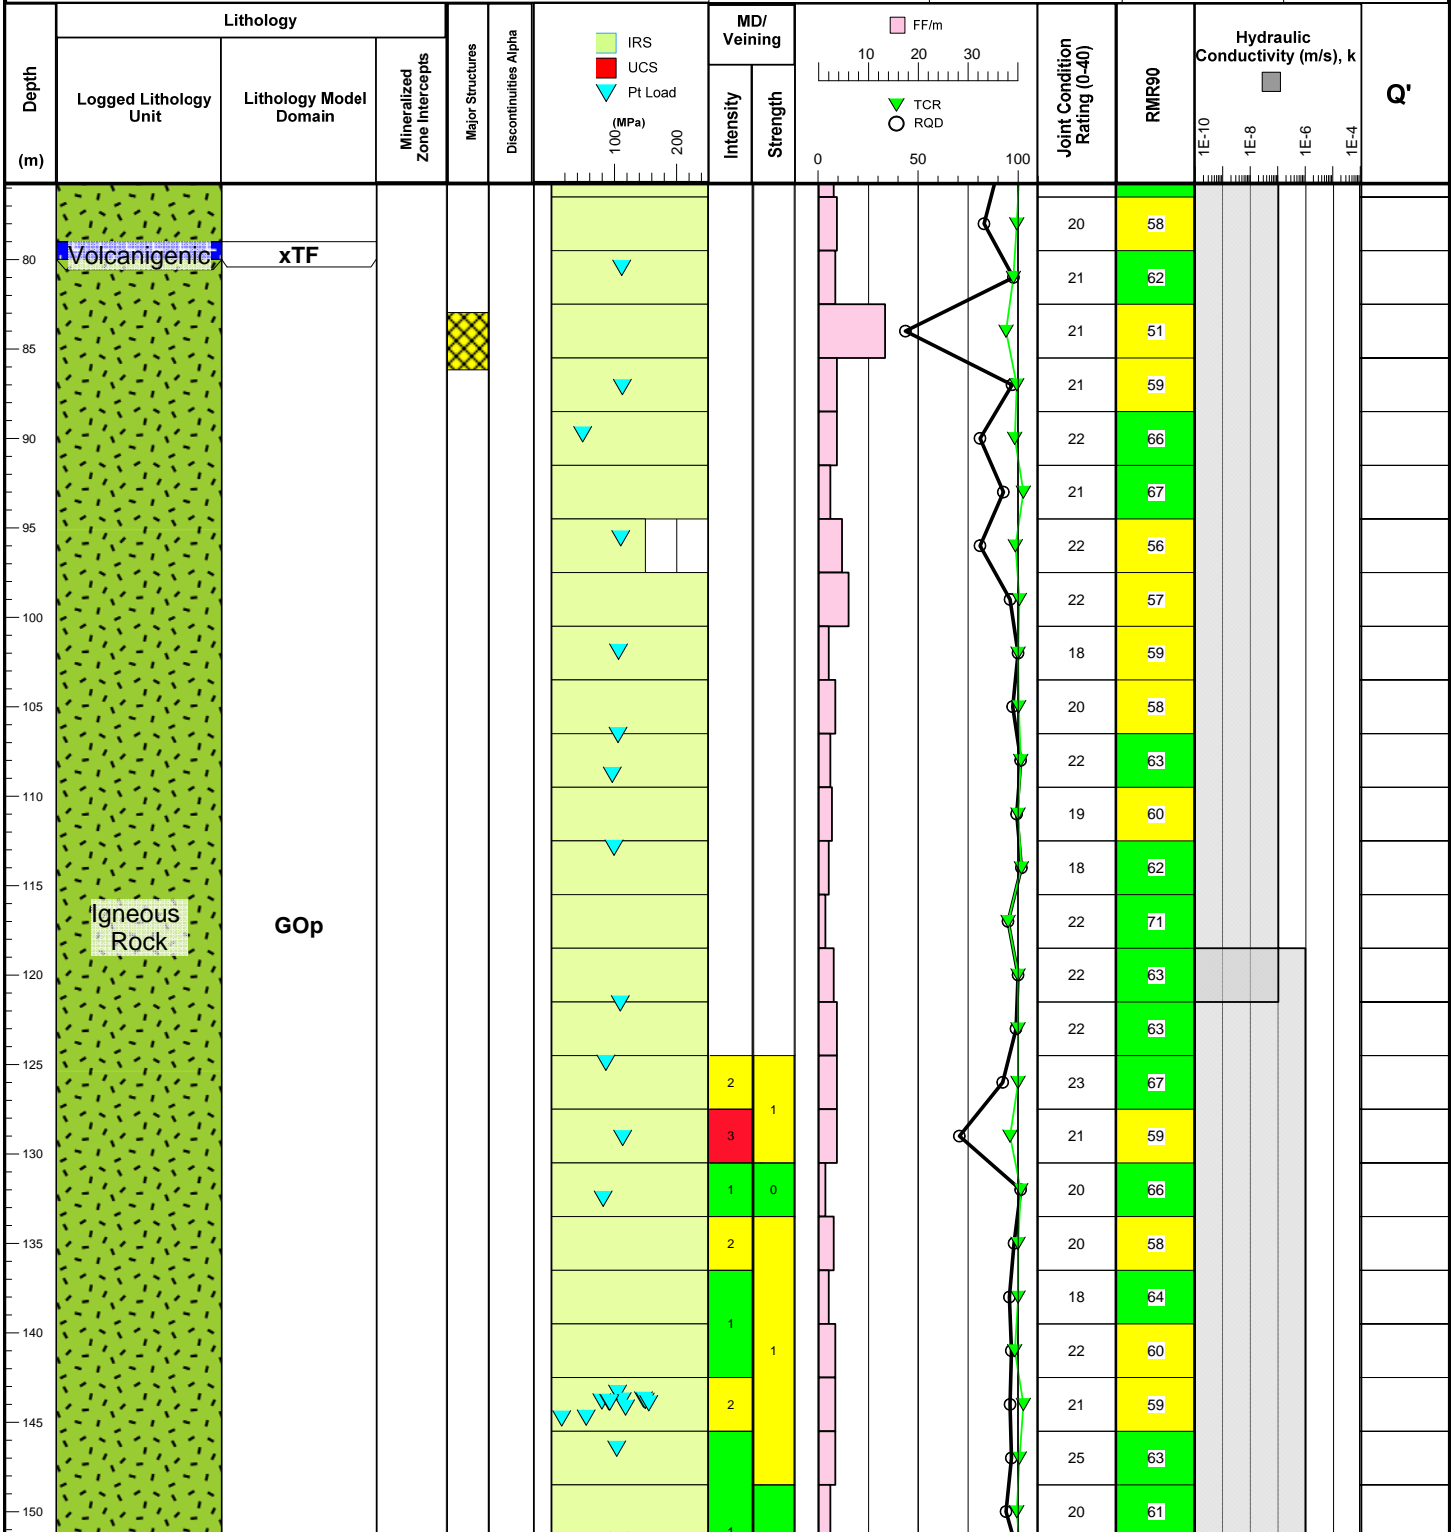 Lithology
MD/
Veining
FF/m
10 20 30
IRS
UCS
Pt Load
(MPa)
100
200
Depth
(m)
Logged Lithology
Unit
Lithology Model
Domain
Mineralized
Zone Intercepts
Major Structures
Discontinuities Alpha
Intensity
Strength
TCR
RQD
0 50 100
Joint Condition
Rating (0-40)
RMR90
Hydraulic
Conductivity (m/s), k
1E-10
1E-8
1E-6
1E-4
Q'
20 58
Volcanigenic xTF
80
21 62
21 51
85
21 59
90 22 66
21 67
95
22 56
22 57
100
18 59
105 20 58
22 63
110
19 60
18 62
115
Igneous
Rock
GOp
22 71
120 22 63
22 63
125
2 23 67
1
3 21 59
130
1 0 20 66
135 2 20 58
18 64
1
140
1
22 60
2 21 59
145
25 63
150 20 61
1